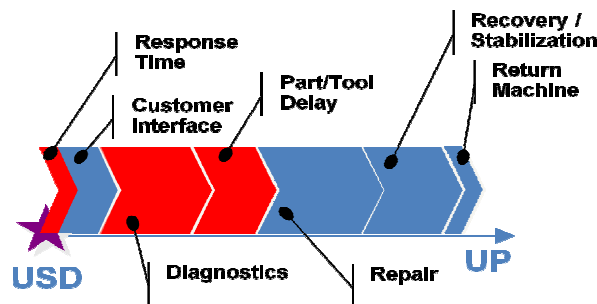 Response
Time
Customer
Interface
Part/Tool
Delay
Recovery /
Stabilization
Return
Machine
Diagnostics
Repair
USD
UP